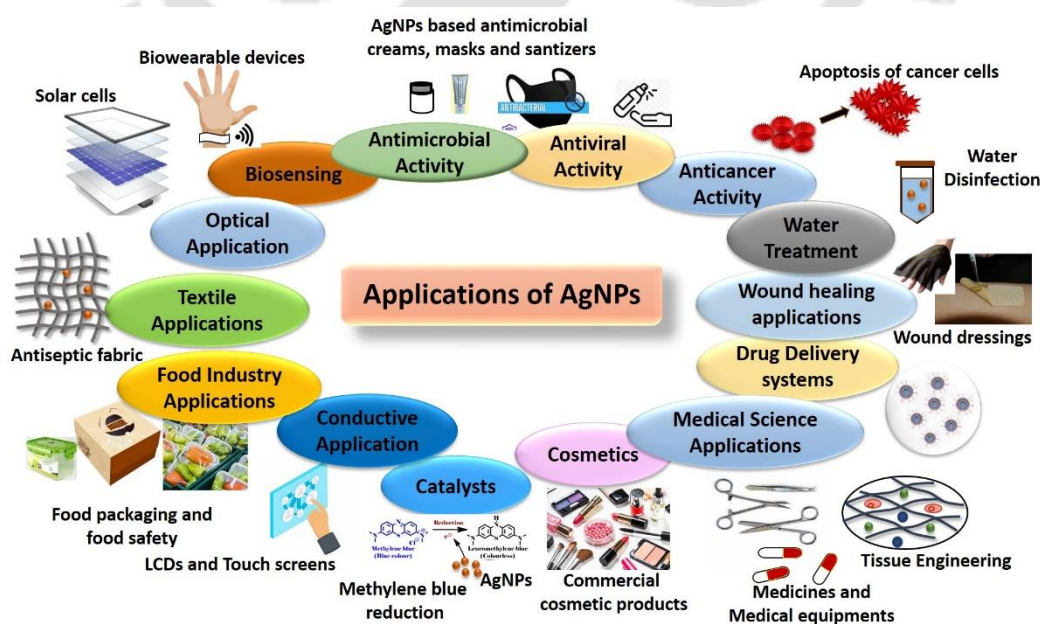 AgNPs based antimicrobial
creams, masks and santizers
Biowearable devices
Apoptosis of cancer cells
Solar cells
ANTIBACTERIAL
Antimicrobial
Activity
Antiviral
Activity
Biosensing
Anticancer
Activity
Water
Disinfection
Optical
Application
Water
Treatment
Applications of AgNPs
Textile
Applications
Wound healing
applications
Antiseptic fabric
Wound dressings
Food Industry
Applications
Drug Delivery
systems
Conductive
Application
Medical Science
Applications
Cosmetics
Catalysts
Food packaging and
food safety
LCDs and Touch screens
Reduction
Methylene blue
(Blue colour)
Leucomethylene blue
(Colourless)
AgNPs
Methylene blue
reduction
Commercial
cosmetic products
Tissue Engineering
Medicines and
Medical equipments